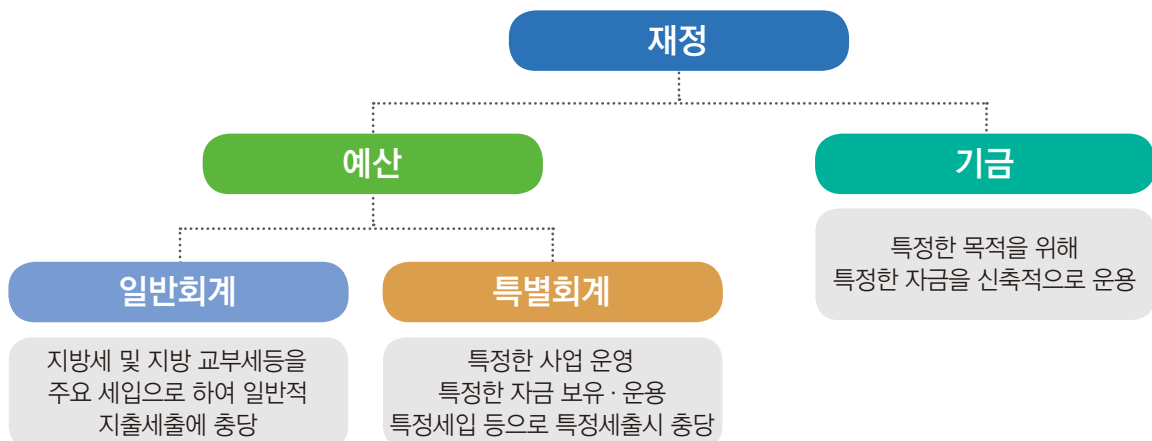 재정
예산
기금
특정한 목적을 위해
특정한 자금을 신축적으로 운용
일반회계
특별회계
지방세 및 지방 교부세등을
주요 세입으로 하여 일반적
지출세출에 충당
특정한 사업 운영
특정한 자금 보유 · 운용
특정세입 등으로 특정세출시 충당